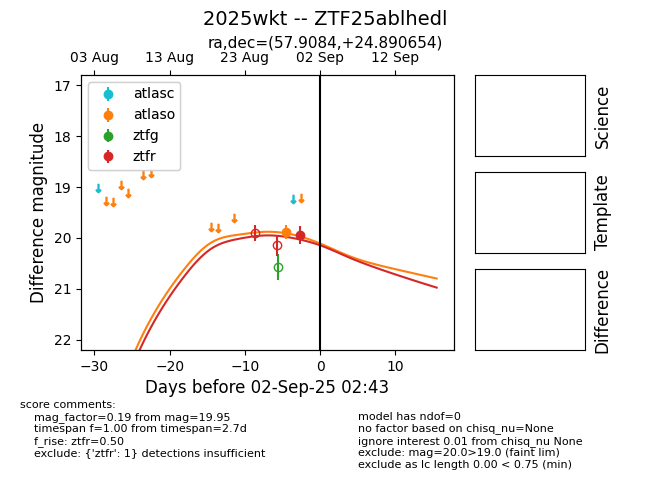 2025wkt -- ZTF25ablhedl
ra,dec=(57.9084,+24.890654)
03 Aug 13 Aug 23 Aug 02 Sep 12 Sep
atlasc
atlaso
ztfg
ztfr
17
18
19
20
21
22
Difference magnitude
−30 −20 −10 0 10
Days before 02-Sep-25 02:43
Science
Template
Difference
score comments:
mag_factor=0.19 from mag=19.95
timespan f=1.00 from timespan=2.7d
f_rise: ztfr=0.50
exclude: {'ztfr': 1} detections insufficient
model has ndof=0
no factor based on chisq_nu=None
ignore interest 0.01 from chisq_nu None
exclude: mag=20.0>19.0 (faint lim)
exclude as lc length 0.00 < 0.75 (min)